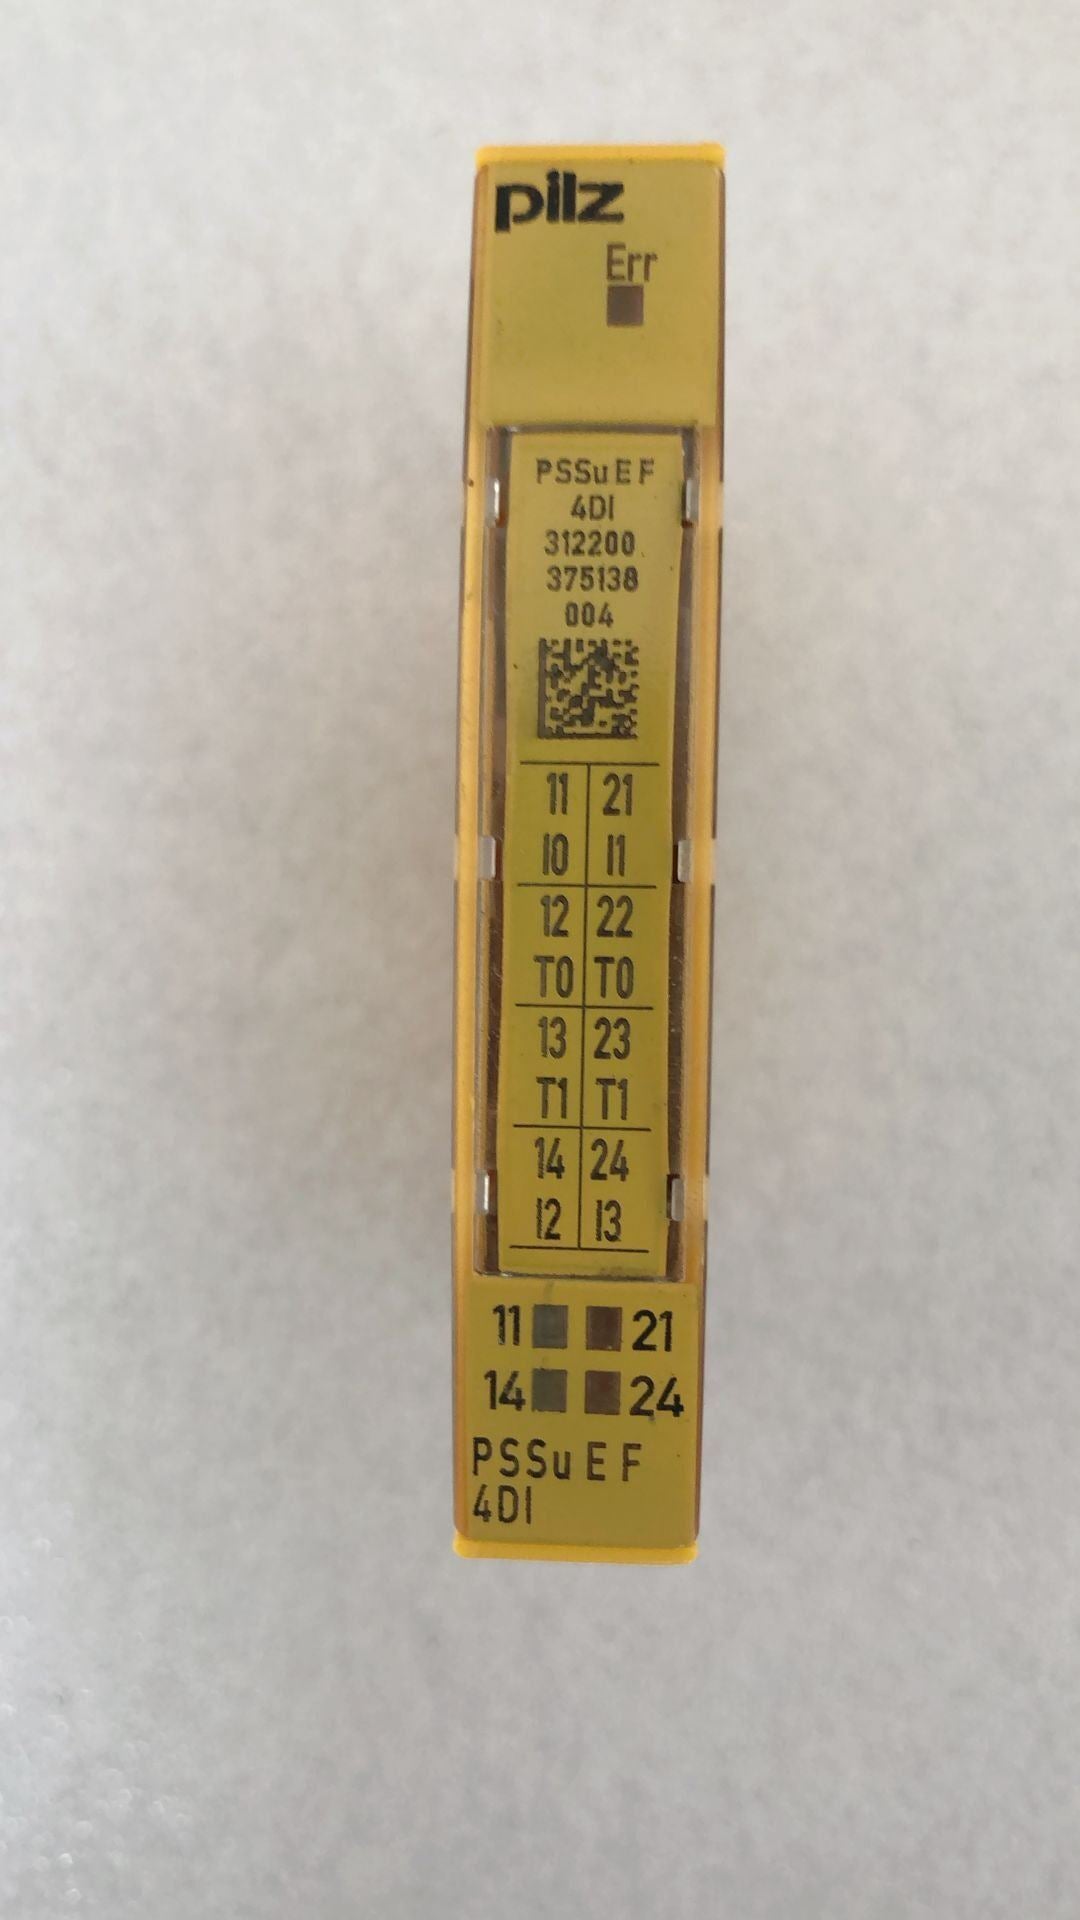 pilz
Err
PSSu E F
4DI
312200
375138
004
11 21
I0 I1
12 22
T0 T0
13 23
T1 T1
14 24
I2 I3
11 21
14 24
PSSu E F
4DI